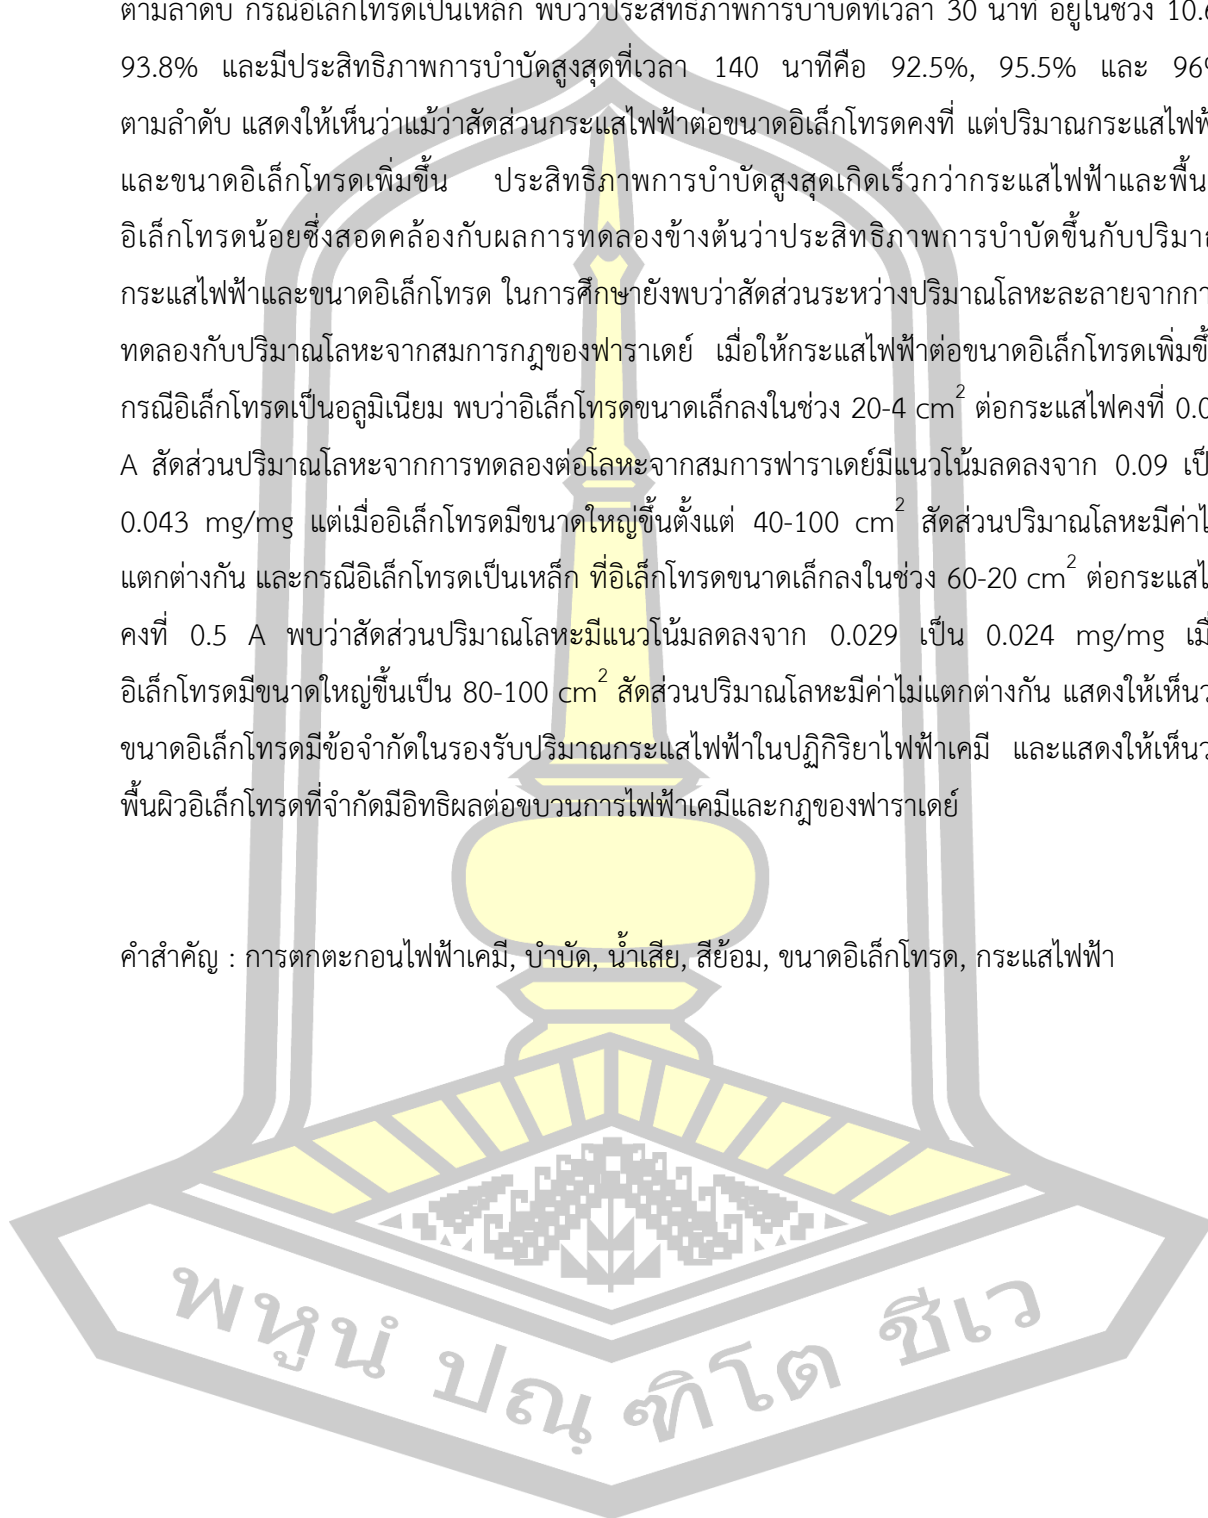 ตามลำดับ กรณีอิเล็กโทรดเป็นเหล็ก พบว่าประสิทธิภาพการบำบัดที่เวลา 30 นาที อยู่ในช่วง 10.6
93.8% และมีประสิทธิภาพการบำบัดสูงสุดที่เวลา 140 นาทีคือ 92.5%, 95.5% และ 96%
ตามลำดับ แสดงให้เห็นว่าแม้ว่าสัดส่วนกระแสไฟฟ้าต่อขนาดอิเล็กโทรดคงที่ แต่ปริมาณกระแสไฟฟ้
และขนาดอิเล็กโทรดเพิ่มขึ้น ประสิทธิภาพการบำบัดสูงสุดเกิดเร็วกว่ากระแสไฟฟ้าและพื้น
อิเล็กโทรดน้อยซึ่งสอดคล้องกับผลการทดลองข้างต้นว่าประสิทธิภาพการบำบัดขึ้นกับปริมาณ
กระแสไฟฟ้าและขนาดอิเล็กโทรด ในการศึกษายังพบว่าสัดส่วนระหว่างปริมาณโลหะละลายจากกา
ทดลองกับปริมาณโลหะจากสมการกฎของฟาราเดย์ เมื่อให้กระแสไฟฟ้าต่อขนาดอิเล็กโทรดเพิ่มขึ้
กรณีอิเล็กโทรดเป็นอลูมิเนียม พบว่าอิเล็กโทรดขนาดเล็กลงในช่วง 20-4 cm² ต่อกระแสไฟคงที่ 0.0
A สัดส่วนปริมาณโลหะจากการทดลองต่อโลหะจากสมการฟาราเดย์มีแนวโน้มลดลงจาก 0.09 เป็
0.043 mg/mg แต่เมื่ออิเล็กโทรดมีขนาดใหญ่ขึ้นตั้งแต่ 40-100 cm² สัดส่วนปริมาณโลหะมีค่าไ
แตกต่างกัน และกรณีอิเล็กโทรดเป็นเหล็ก ที่อิเล็กโทรดขนาดเล็กลงในช่วง 60-20 cm² ต่อกระแสไ
คงที่ 0.5 A พบว่าสัดส่วนปริมาณโลหะมีแนวโน้มลดลงจาก 0.029 เป็น 0.024 mg/mg เมื่
อิเล็กโทรดมีขนาดใหญ่ขึ้นเป็น 80-100 cm² สัดส่วนปริมาณโลหะมีค่าไม่แตกต่างกัน แสดงให้เห็นว
ขนาดอิเล็กโทรดมีข้อจำกัดในรองรับปริมาณกระแสไฟฟ้าในปฏิกิริยาไฟฟ้าเคมี และแสดงให้เห็นว
พื้นผิวอิเล็กโทรดที่จำกัดมีอิทธิผลต่อขบวนการไฟฟ้าเคมีและกฎของฟาราเดย์
คำสำคัญ : การตกตะกอนไฟฟ้าเคมี, บำบัด, น้ำเสีย, สีย้อม, ขนาดอิเล็กโทรด, กระแสไฟฟ้า
พหูนํ ปณฺฑิโต ชีเว